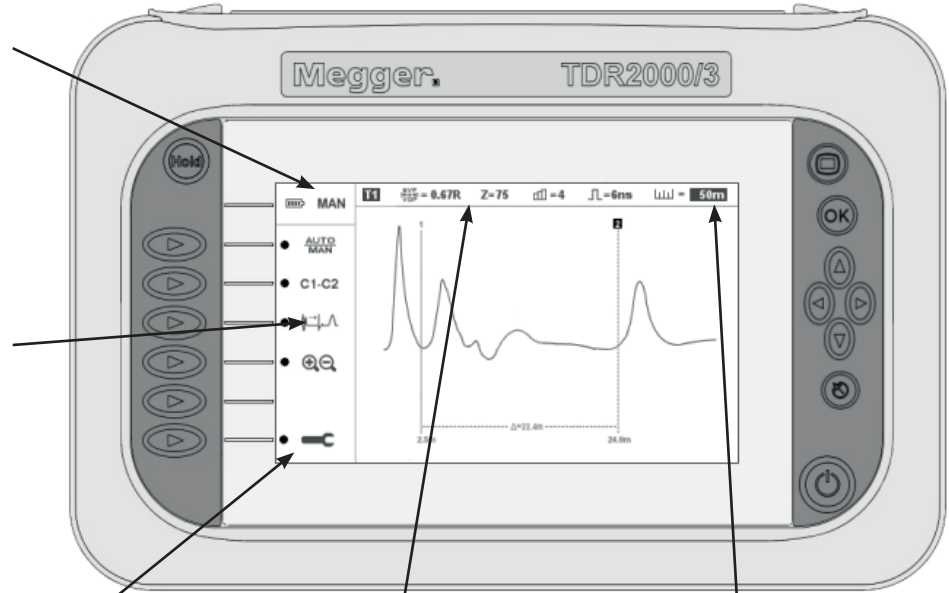 Megger. TDR2000/3
Hold
MAN
T1 NVP VOP = 0.67R Z=75 =4 =6ns = 50m
OK
AUTO
MAN
C1-C2
1 2
Δ=22.4m
2.5m 24.9m